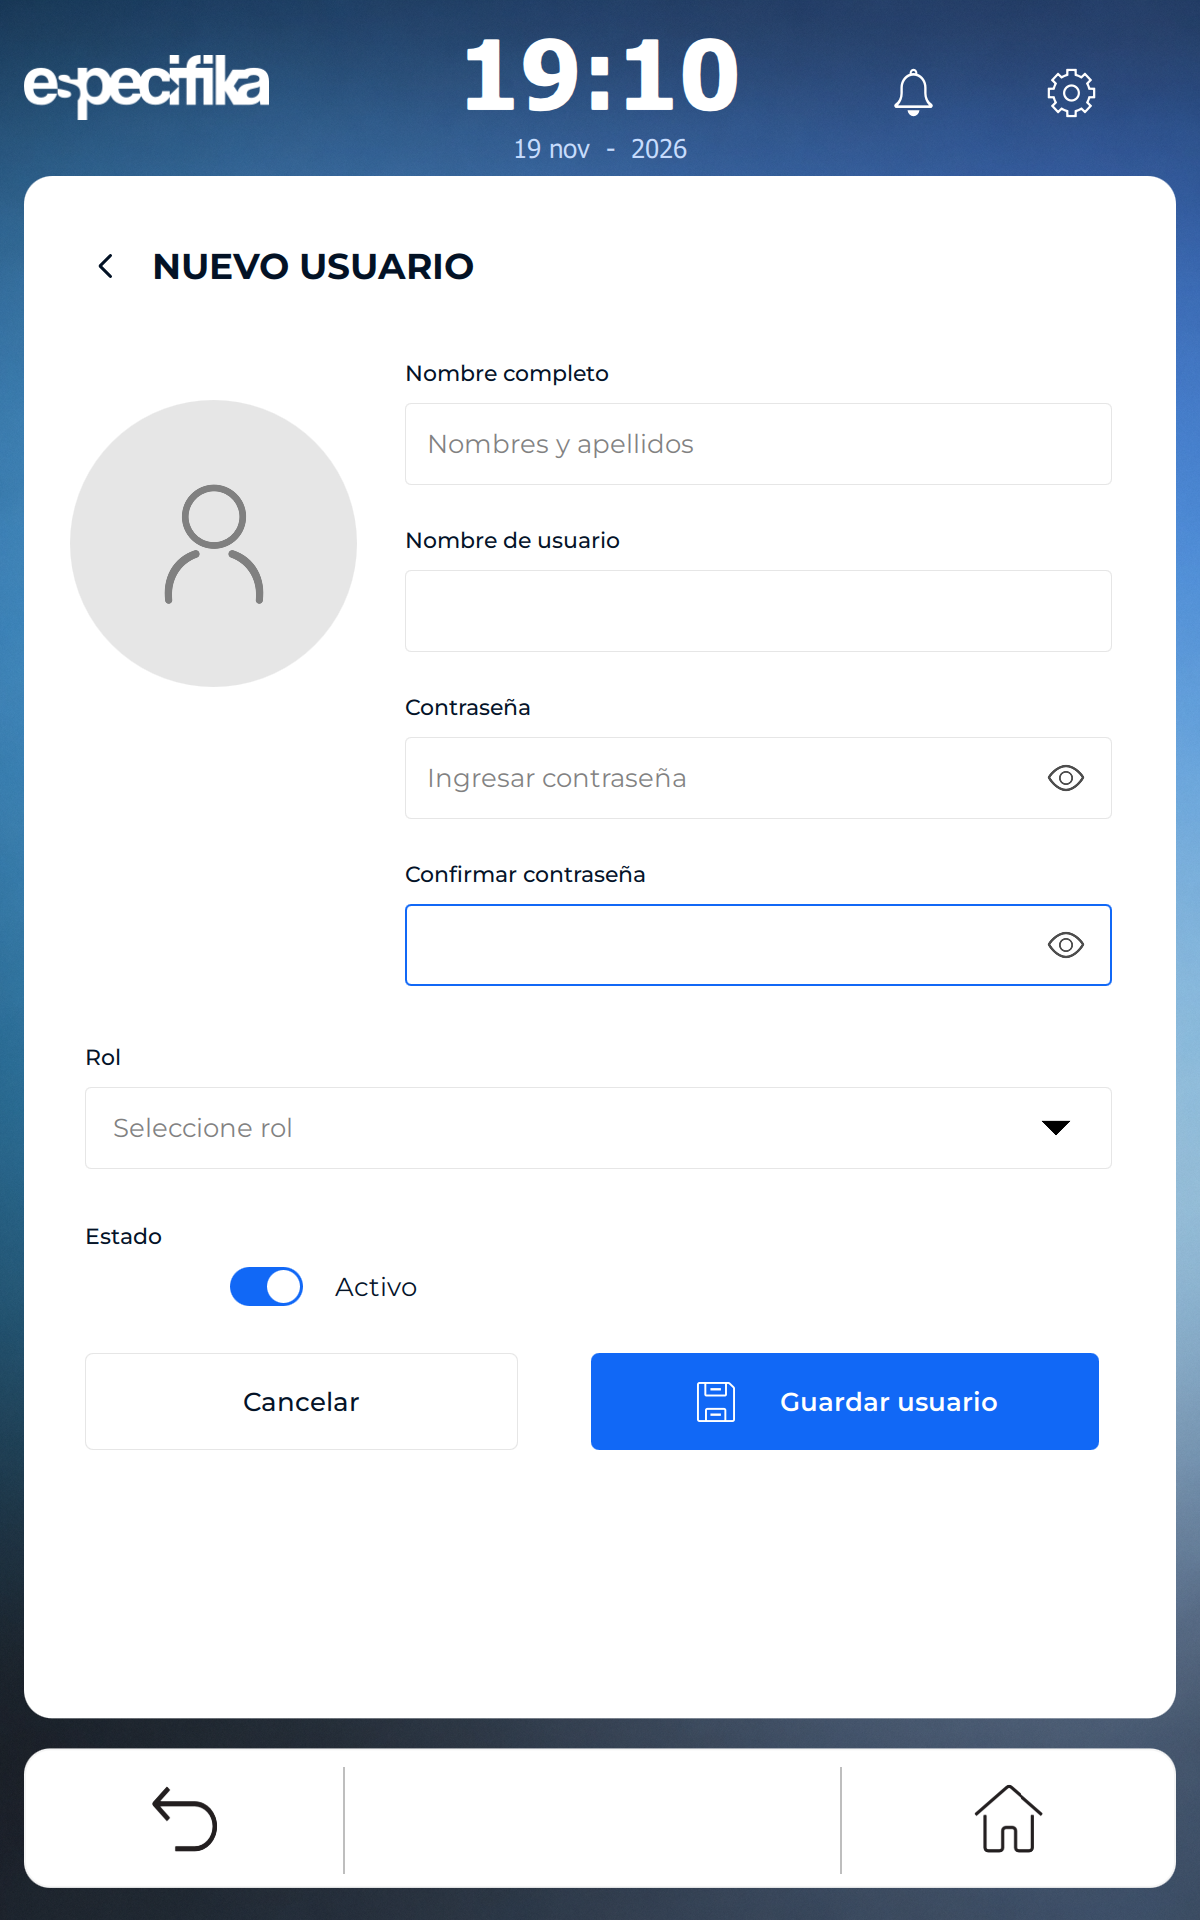 especifika
19:10
19 nov - 2026
NUEVO USUARIO
Nombre completo
Nombres y apellidos
Nombre de usuario
Contraseña
Ingresar contraseña
Confirmar contraseña
Rol
Seleccione rol
Estado
Activo
Cancelar
Guardar usuario